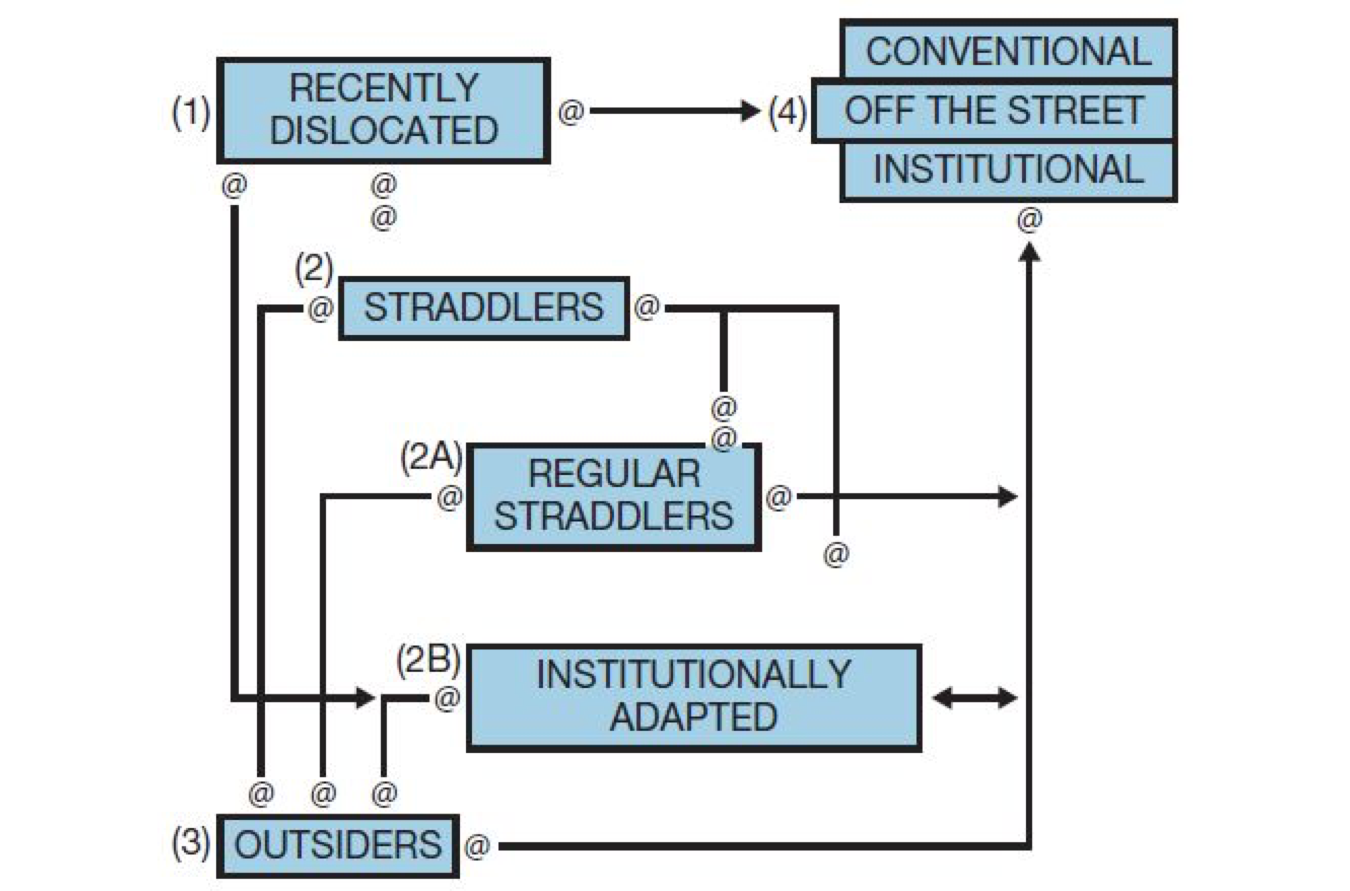 CONVENTIONAL
(1) RECENTLY
DISLOCATED
@
(4) OFF THE STREET
INSTITUTIONAL
@ @
@
@
(2)
@ STRADDLERS @
@
@
(2A) REGULAR
@ STRADDLERS @
@
(2B) INSTITUTIONALLY
@ ADAPTED
@ @ @
(3) OUTSIDERS @